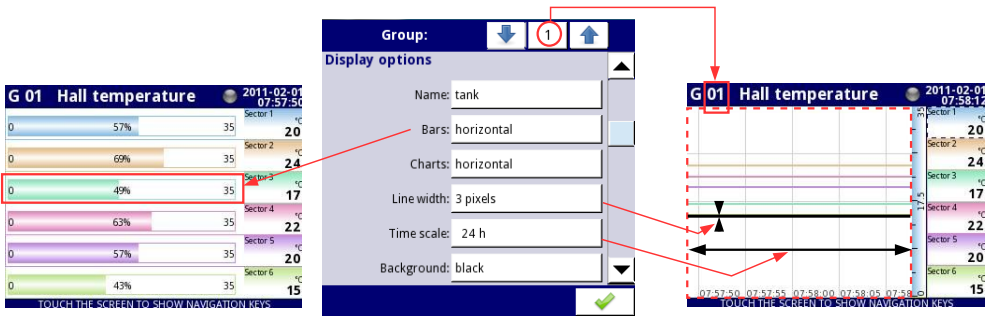 G 01 Hall temperature
2011-02-01
07:57:50
0 57% 35
Sector 1
°C
20
0 69% 35
Sector 2
°C
24
0 49% 35
Sector 3
°C
17
0 63% 35
Sector 4
°C
22
0 57% 35
Sector 5
°C
20
0 43% 35
Sector 6
°C
15
TOUCH THE SCREEN TO SHOW NAVIGATION KEYS
Group: 1
Display options
Name: tank
Bars: horizontal
Charts: horizontal
Line width: 3 pixels
Time scale: 24 h
Background: black
G 01 Hall temperature
2011-02-01
07:58:12
35
17.5
0
Sector 1
°C
20
Sector 2
°C
24
Sector 3
°C
17
Sector 4
°C
22
Sector 5
°C
20
Sector 6
°C
15
07:57:50 07:57:55 07:58:00 07:58:05 07:58
TOUCH THE SCREEN TO SHOW NAVIGATION KEYS